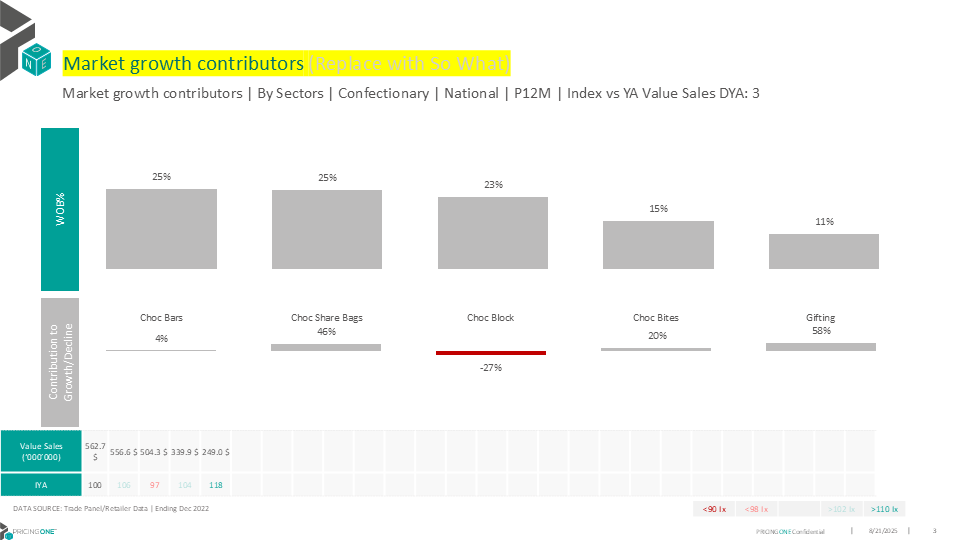 O
N E
Market growth contributors (Replace with So What)
Market growth contributors | By Sectors | Confectionary | National | P12M | Index vs YA Value Sales DYA: 3
WOB%
25%
25%
23%
15%
11%
Contribution to
Growth/Decline
Choc Bars
Choc Share Bags
Choc Block
Choc Bites
Gifting
4%
46%
-27%
20%
58%
Value Sales
('000'000)
562.7
$
556.6 $
504.3 $
339.9 $
249.0 $
IYA
100
106
97
104
118
DATA SOURCE: Trade Panel/Retailer Data | Ending Dec 2022
<90 Ix
<98 Ix
>102 Ix
>110 Ix
PRICINGONE™
PRICINGONE Confidential
|
8/21/2025
|
3